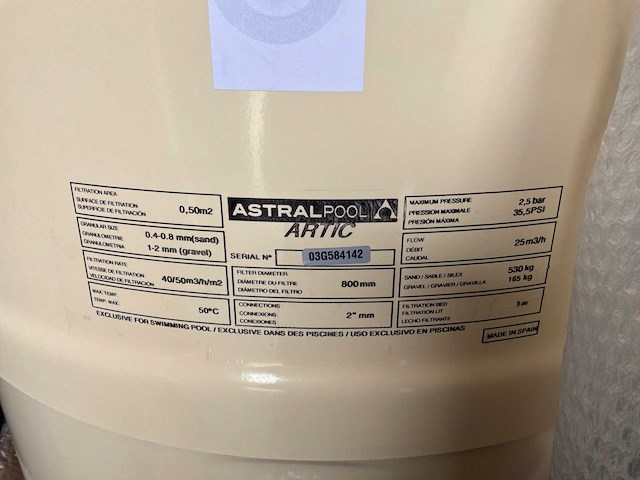 FILTRATION AREA
SURFACE DE FILTRATION
SUPERFICIE DE FILTRACIÓN
0,50m2
GRANULAR SIZE
GRANULOMETRIE
GRANULOMETRIA
0.4-0.8 mm(sand)
1-2 mm (gravel)
FILTRATION RATE
VITESSE DE FILTRATION
VELOCIDAD DE FILTRACIÓN
40/50m3/h/m2
MAX. TEMP.
TEMP. MAX.
50ºC
ASTRALPOOL
ARTIC
SERIAL Nº
03G584142
FILTER DIAMETER
DIAMÈTRE DU FILTRE
DIÁMETRO DEL FILTRO
800mm
CONNECTIONS
CONNEXIONS
CONEXIONES
2" mm
MAXIMUM PRESSURE
PRESSION MAXIMALE
PRESIÓN MÁXIMA
2,5 bar
35,5PSI
FLOW
DÉBIT
CAUDAL
25m3/h
SAND / SABLE / SILEX
GRAVEL / GRAVIER / GRAVILLA
530 kg
165 kg
FILTRATION BED
FILTRATION LIT
LECHO FILTRANTE
EXCLUSIVE FOR SWIMMING POOL / EXCLUSIVE DANS DES PISCINES / USO EXCLUSIVO EN PISCINAS
MADE IN SPAIN